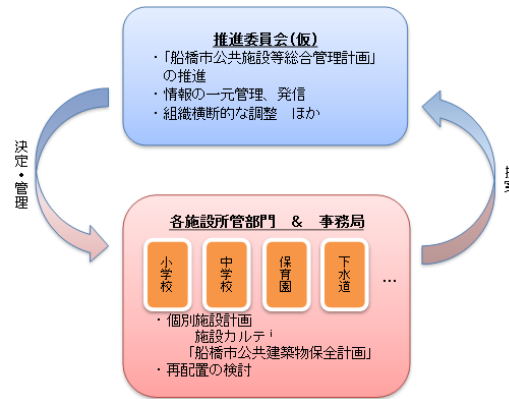 推進委員会(仮)
・「船橋市公共施設等総合管理計画」
の推進
・情報の一元管理、発信
・組織横断的な調整　ほか
決定・管理
各施設所管部門　＆　事務局
小学校
中学校
保育園
下水道
…
・個別施設計画
施設カルテⁱ
「船橋市公共建築物保全計画」
・再配置の検討